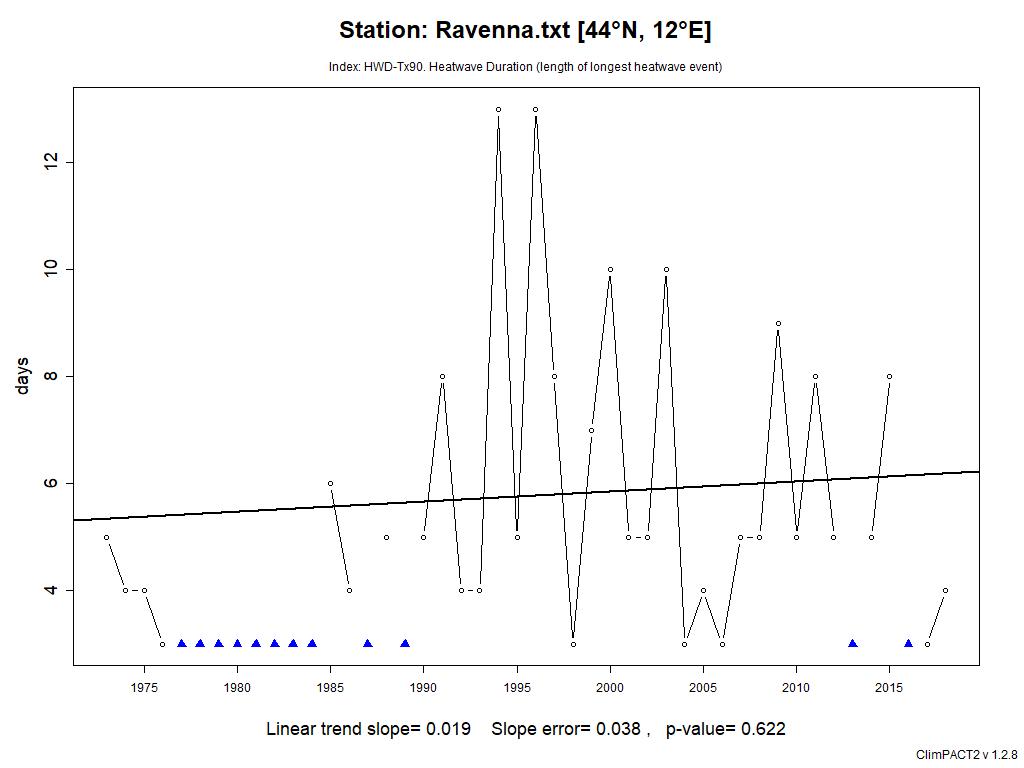 Station: Ravenna.txt [44°N, 12°E]
Index: HWD-Tx90. Heatwave Duration (length of longest heatwave event)
12
10
8
6
4
days
1975 1980 1985 1990 1995 2000 2005 2010 2015
Linear trend slope= 0.019 Slope error= 0.038 , p-value= 0.622
ClimPACT2 v 1.2.8